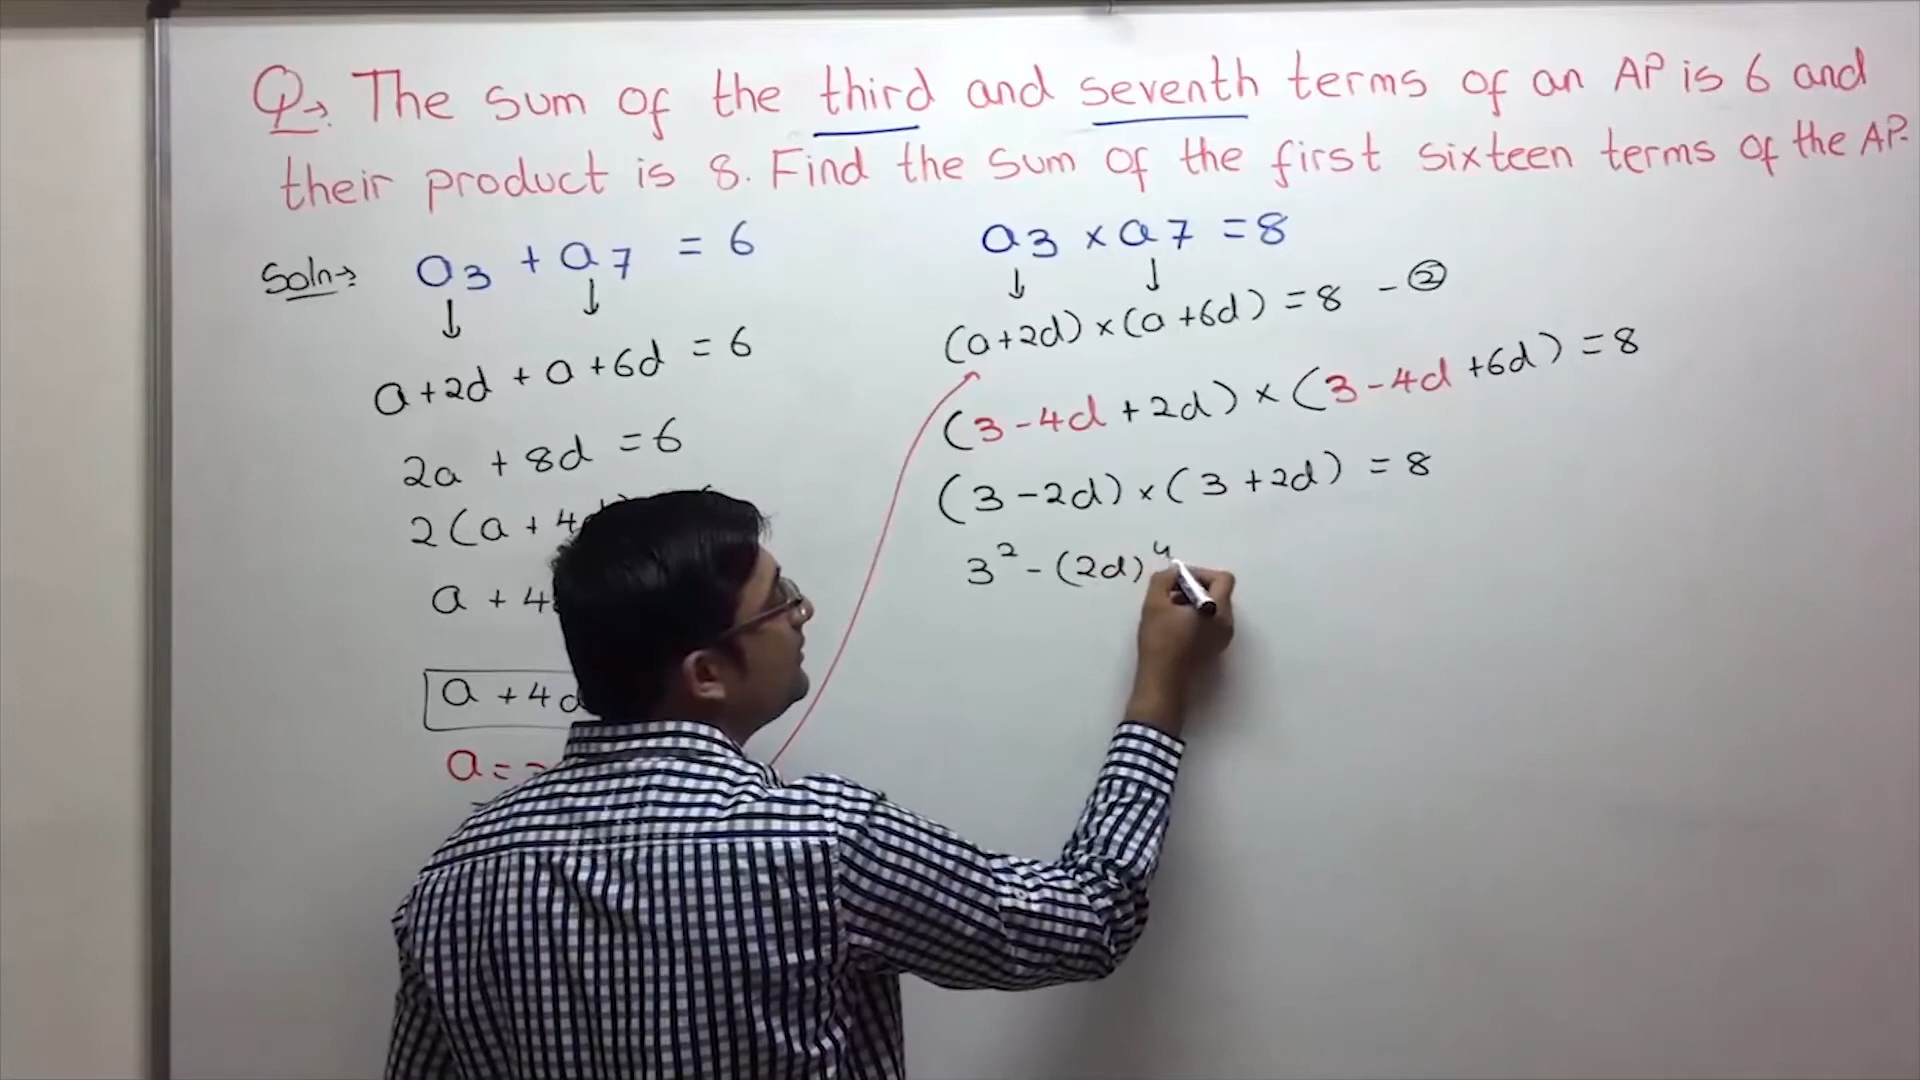 Q→. The sum of the third and seventh terms of an AP is 6 and
their product is 8. Find the sum of the first sixteen terms of the AP.
Soln→
a₃ + a₇ = 6
↓ ↓
a+2d + a+6d = 6
2a + 8d = 6
2(a + 4
a + 4
a + 4d
a =
a₃ × a₇ = 8
↓ ↓
(a+2d) × (a+6d) = 8 - ②
(3-4d+2d) × (3-4d+6d) = 8
(3-2d) × (3+2d) = 8
3² - (2d)⁴